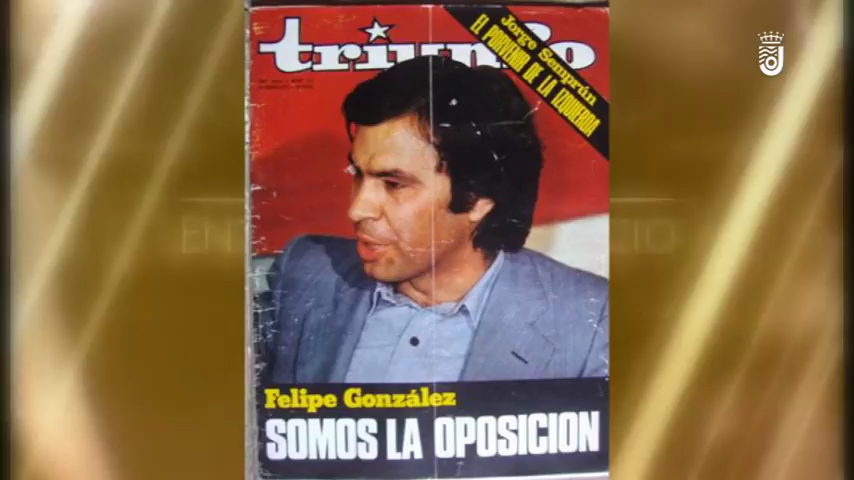 triunfo
Jorge Semprún
EL PORVENIR DE LA IZQUIERDA
Felipe González
SOMOS LA OPOSICION